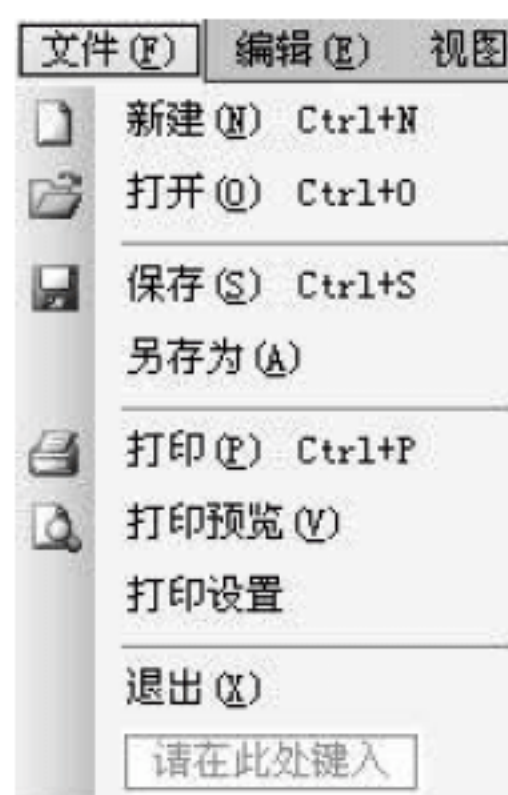 文件(F) 编辑(E) 视图
新建(N) Ctrl+N
打开(O) Ctrl+O
保存(S) Ctrl+S
另存为(A)
打印(P) Ctrl+P
打印预览(V)
打印设置
退出(X)
请在此处键入